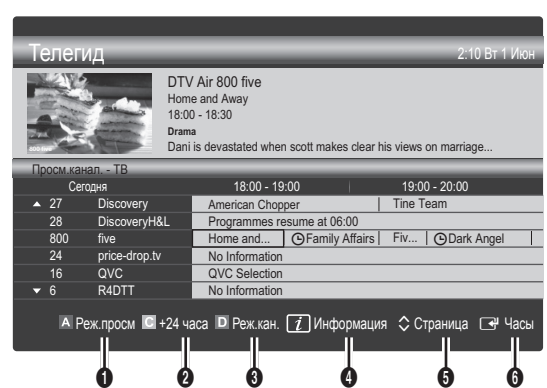 Телегид 2:10 Вт 1 Июн
DTV Air 800 five
Home and Away
18:00 - 18:30
Drama
Dani is devastated when scott makes clear his views on marriage...
800 five
Просм.канал. - ТВ
Сегодня 18:00 - 19:00 19:00 - 20:00
▲ 27 Discovery American Chopper Tine Team
28 DiscoveryH&L Programmes resume at 06:00
800 five Home and... Family Affairs Fiv... Dark Angel
24 price-drop.tv No Information
16 QVC QVC Selection
▼ 6 R4DTT No Information
A Реж.просм C +24 часа D Реж.кан. i Информация Страница Часы
1 2 3 4 5 6